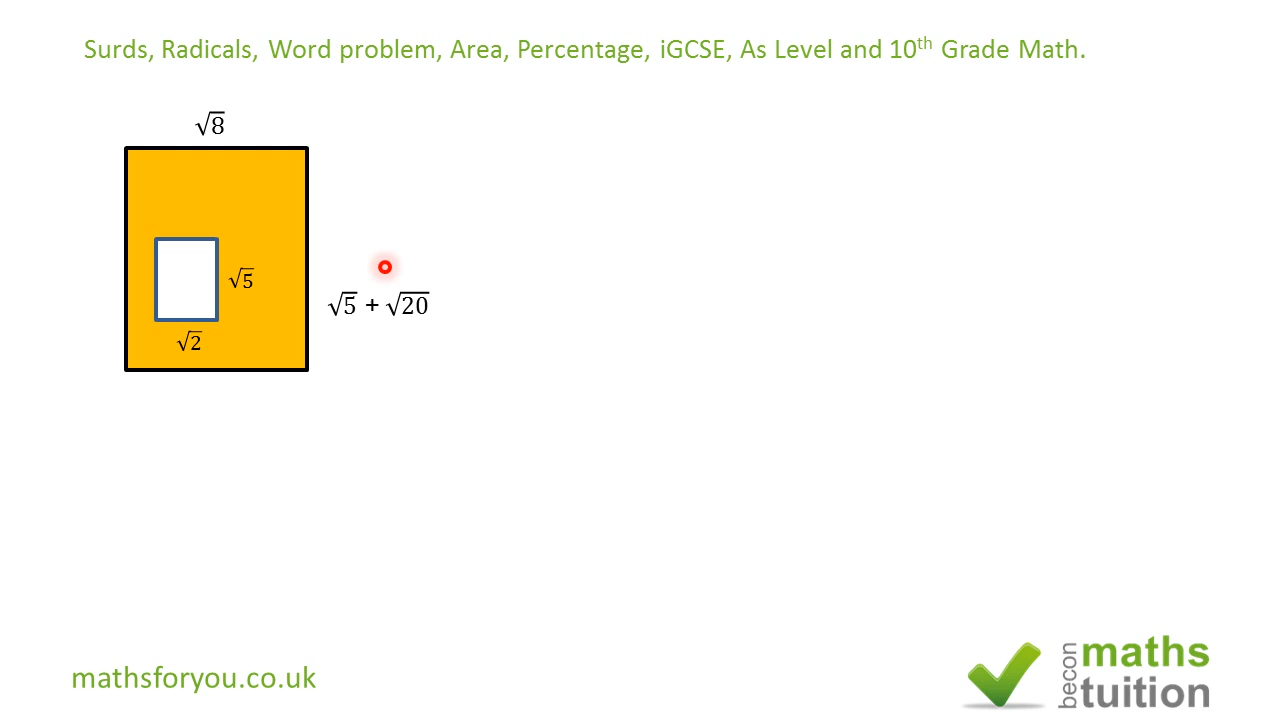 Surds, Radicals, Word problem, Area, Percentage, iGCSE, As Level and 10th Grade Math.
√8
√5
√5 + √20
√2
mathsforyou.co.uk
becon
maths
tuition